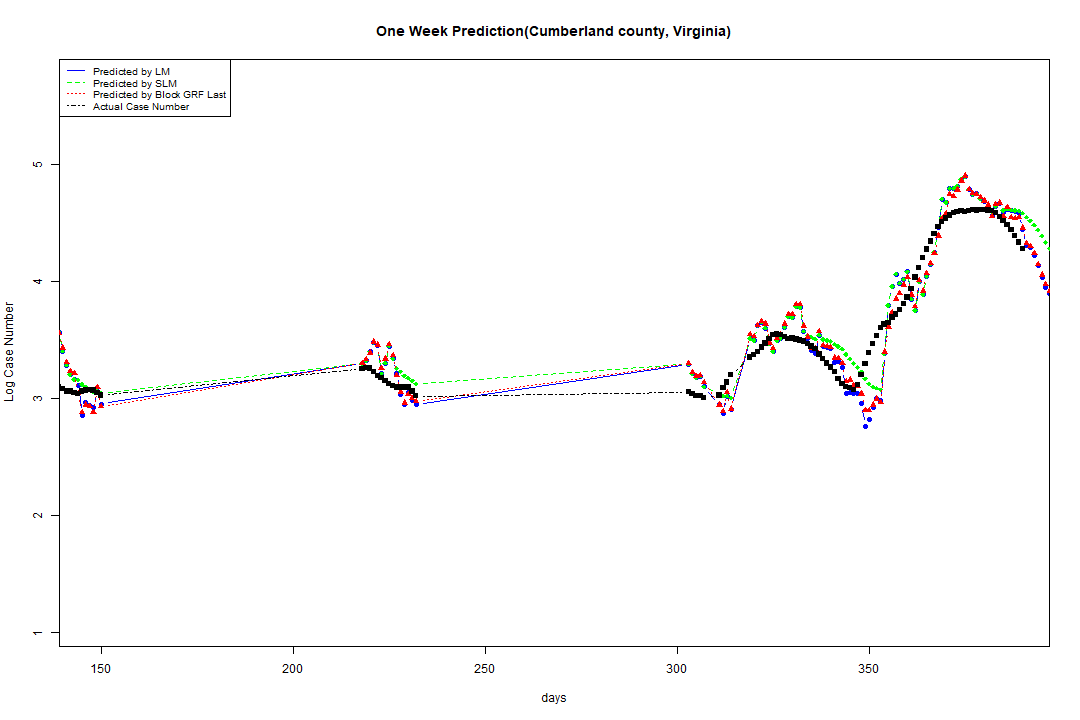 One Week Prediction(Cumberland county, Virginia)
Predicted by LM
Predicted by SLM
Predicted by Block GRF Last
Actual Case Number
5
4
3
2
1
Log Case Number
150 200 250 300 350
days